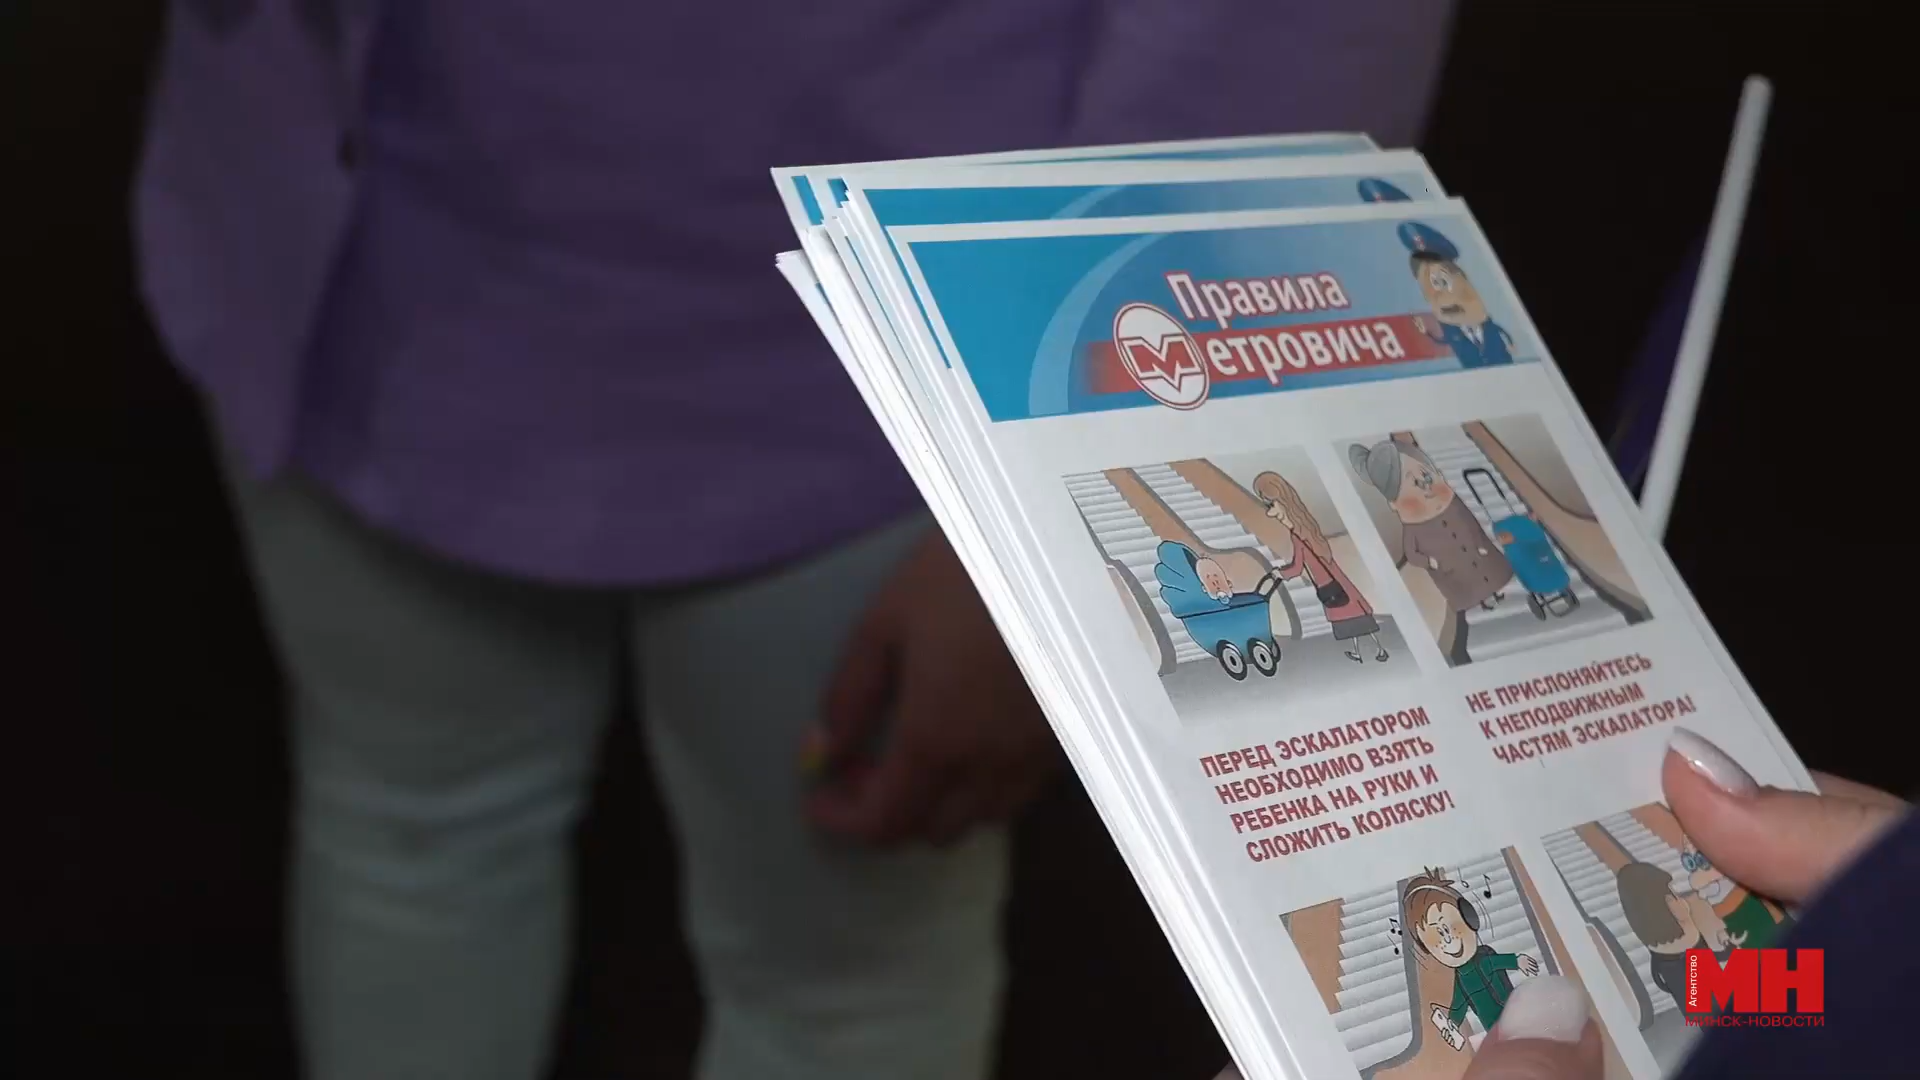 Правила
Метровича
ПЕРЕД ЭСКАЛАТОРОМ
НЕОБХОДИМО ВЗЯТЬ
РЕБЕНКА НА РУКИ И
СЛОЖИТЬ КОЛЯСКУ!
НЕ ПРИСЛОНЯЙТЕСЬ
К НЕПОДВИЖНЫМ
ЧАСТЯМ ЭСКАЛАТОРА!
Агентство
МН
МИНСК-НОВОСТИ